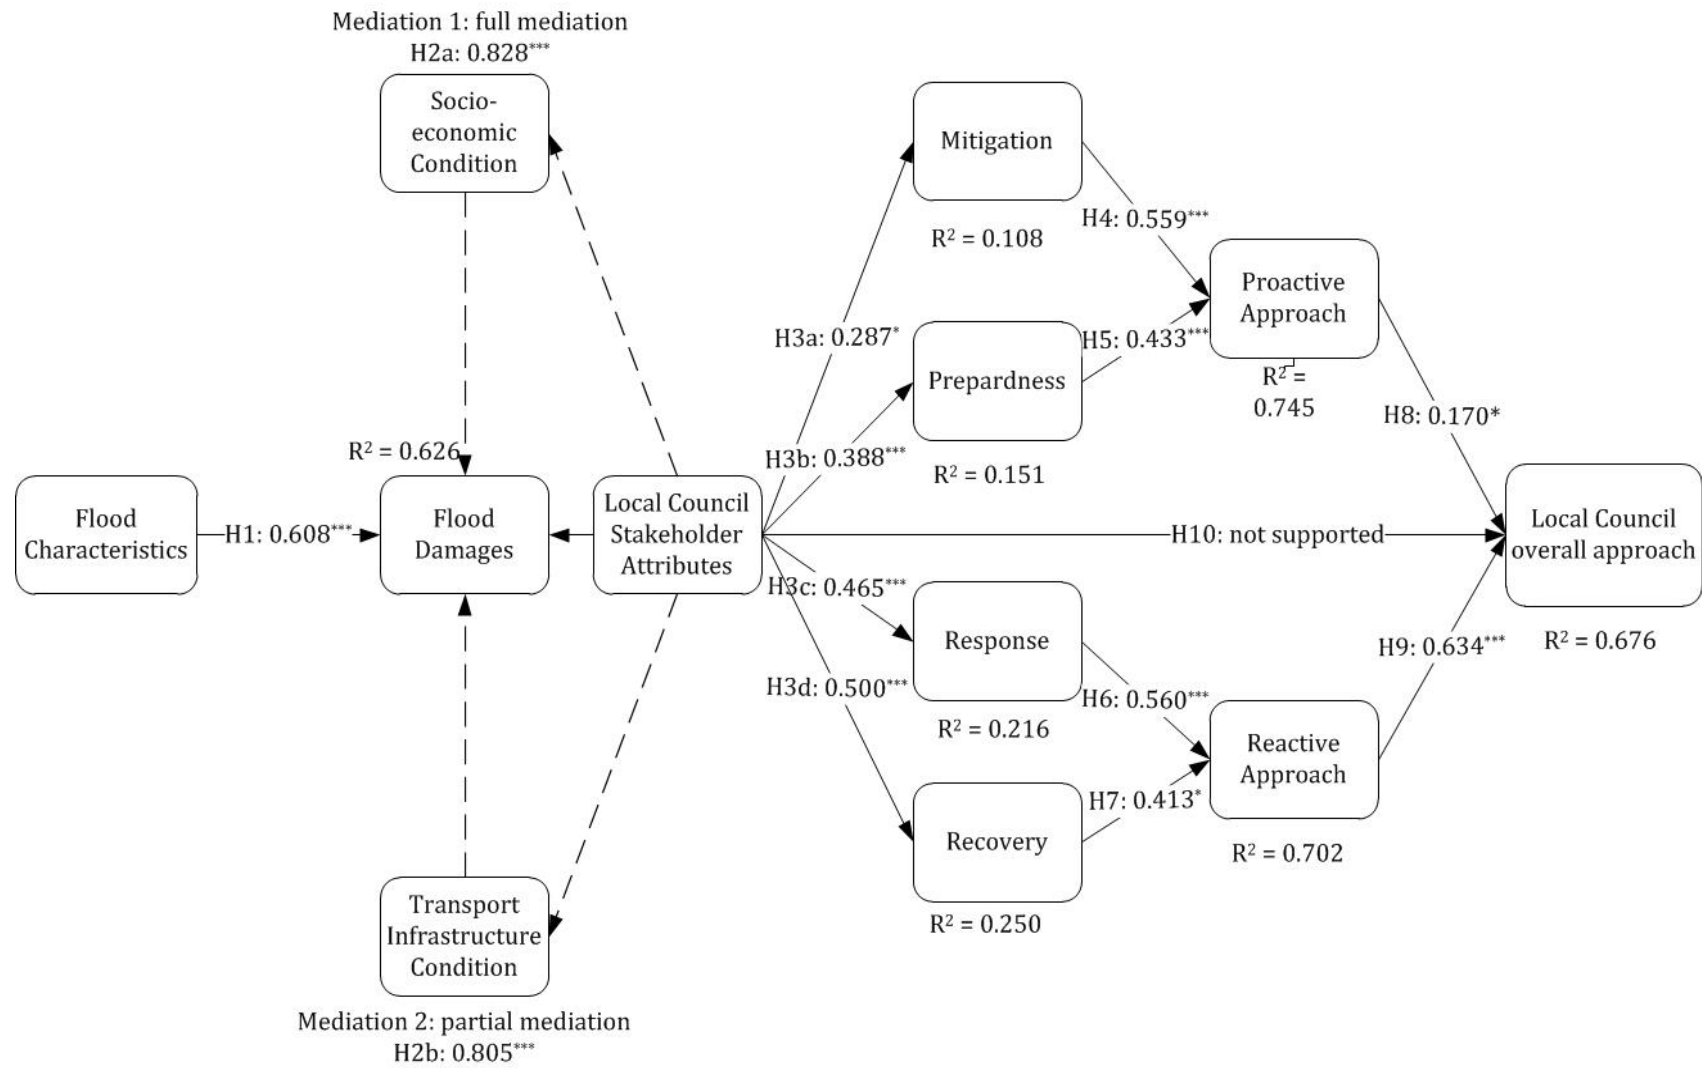 Mediation 1: full mediation
H2a: 0.828***
Socio-
economic
Condition
Mitigation
R² = 0.108
H4: 0.559***
Proactive
Approach
R² =
0.745
H3a: 0.287*
H5: 0.433***
Prepardness
R² = 0.151
H8: 0.170*
H3b: 0.388***
R² = 0.626
Flood
Characteristics
H1: 0.608***
Flood
Damages
Local Council
Stakeholder
Attributes
H10: not supported
Local Council
overall approach
R² = 0.676
H3c: 0.465***
Response
R² = 0.216
H9: 0.634***
H3d: 0.500***
H6: 0.560***
Reactive
Approach
R² = 0.702
H7: 0.413*
Recovery
R² = 0.250
Transport
Infrastructure
Condition
Mediation 2: partial mediation
H2b: 0.805***